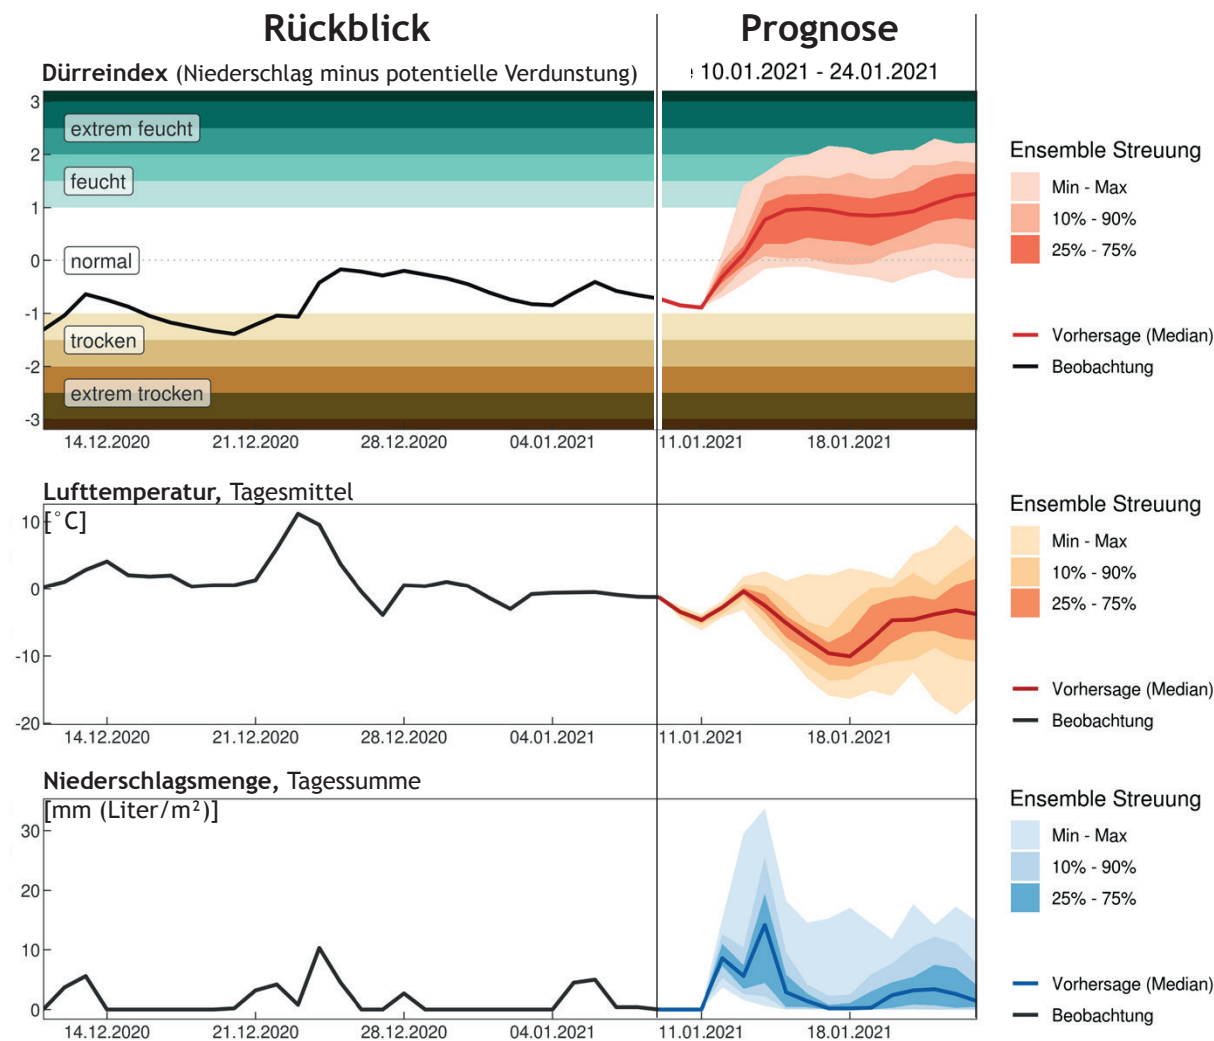 Rückblick
Prognose
Dürreindex (Niederschlag minus potentielle Verdunstung)
10.01.2021 - 24.01.2021
3
2
1
0
-1
-2
-3
extrem feucht
feucht
normal
trocken
extrem trocken
14.12.2020
21.12.2020
28.12.2020
04.01.2021
11.01.2021
18.01.2021
Ensemble Streuung
Min - Max
10% - 90%
25% - 75%
Vorhersage (Median)
Beobachtung
Lufttemperatur, Tagesmittel
[°C]
10
0
-10
-20
14.12.2020
21.12.2020
28.12.2020
04.01.2021
11.01.2021
18.01.2021
Ensemble Streuung
Min - Max
10% - 90%
25% - 75%
Vorhersage (Median)
Beobachtung
Niederschlagsmenge, Tagessumme
[mm (Liter/m²)]
30
20
10
0
14.12.2020
21.12.2020
28.12.2020
04.01.2021
11.01.2021
18.01.2021
Ensemble Streuung
Min - Max
10% - 90%
25% - 75%
Vorhersage (Median)
Beobachtung